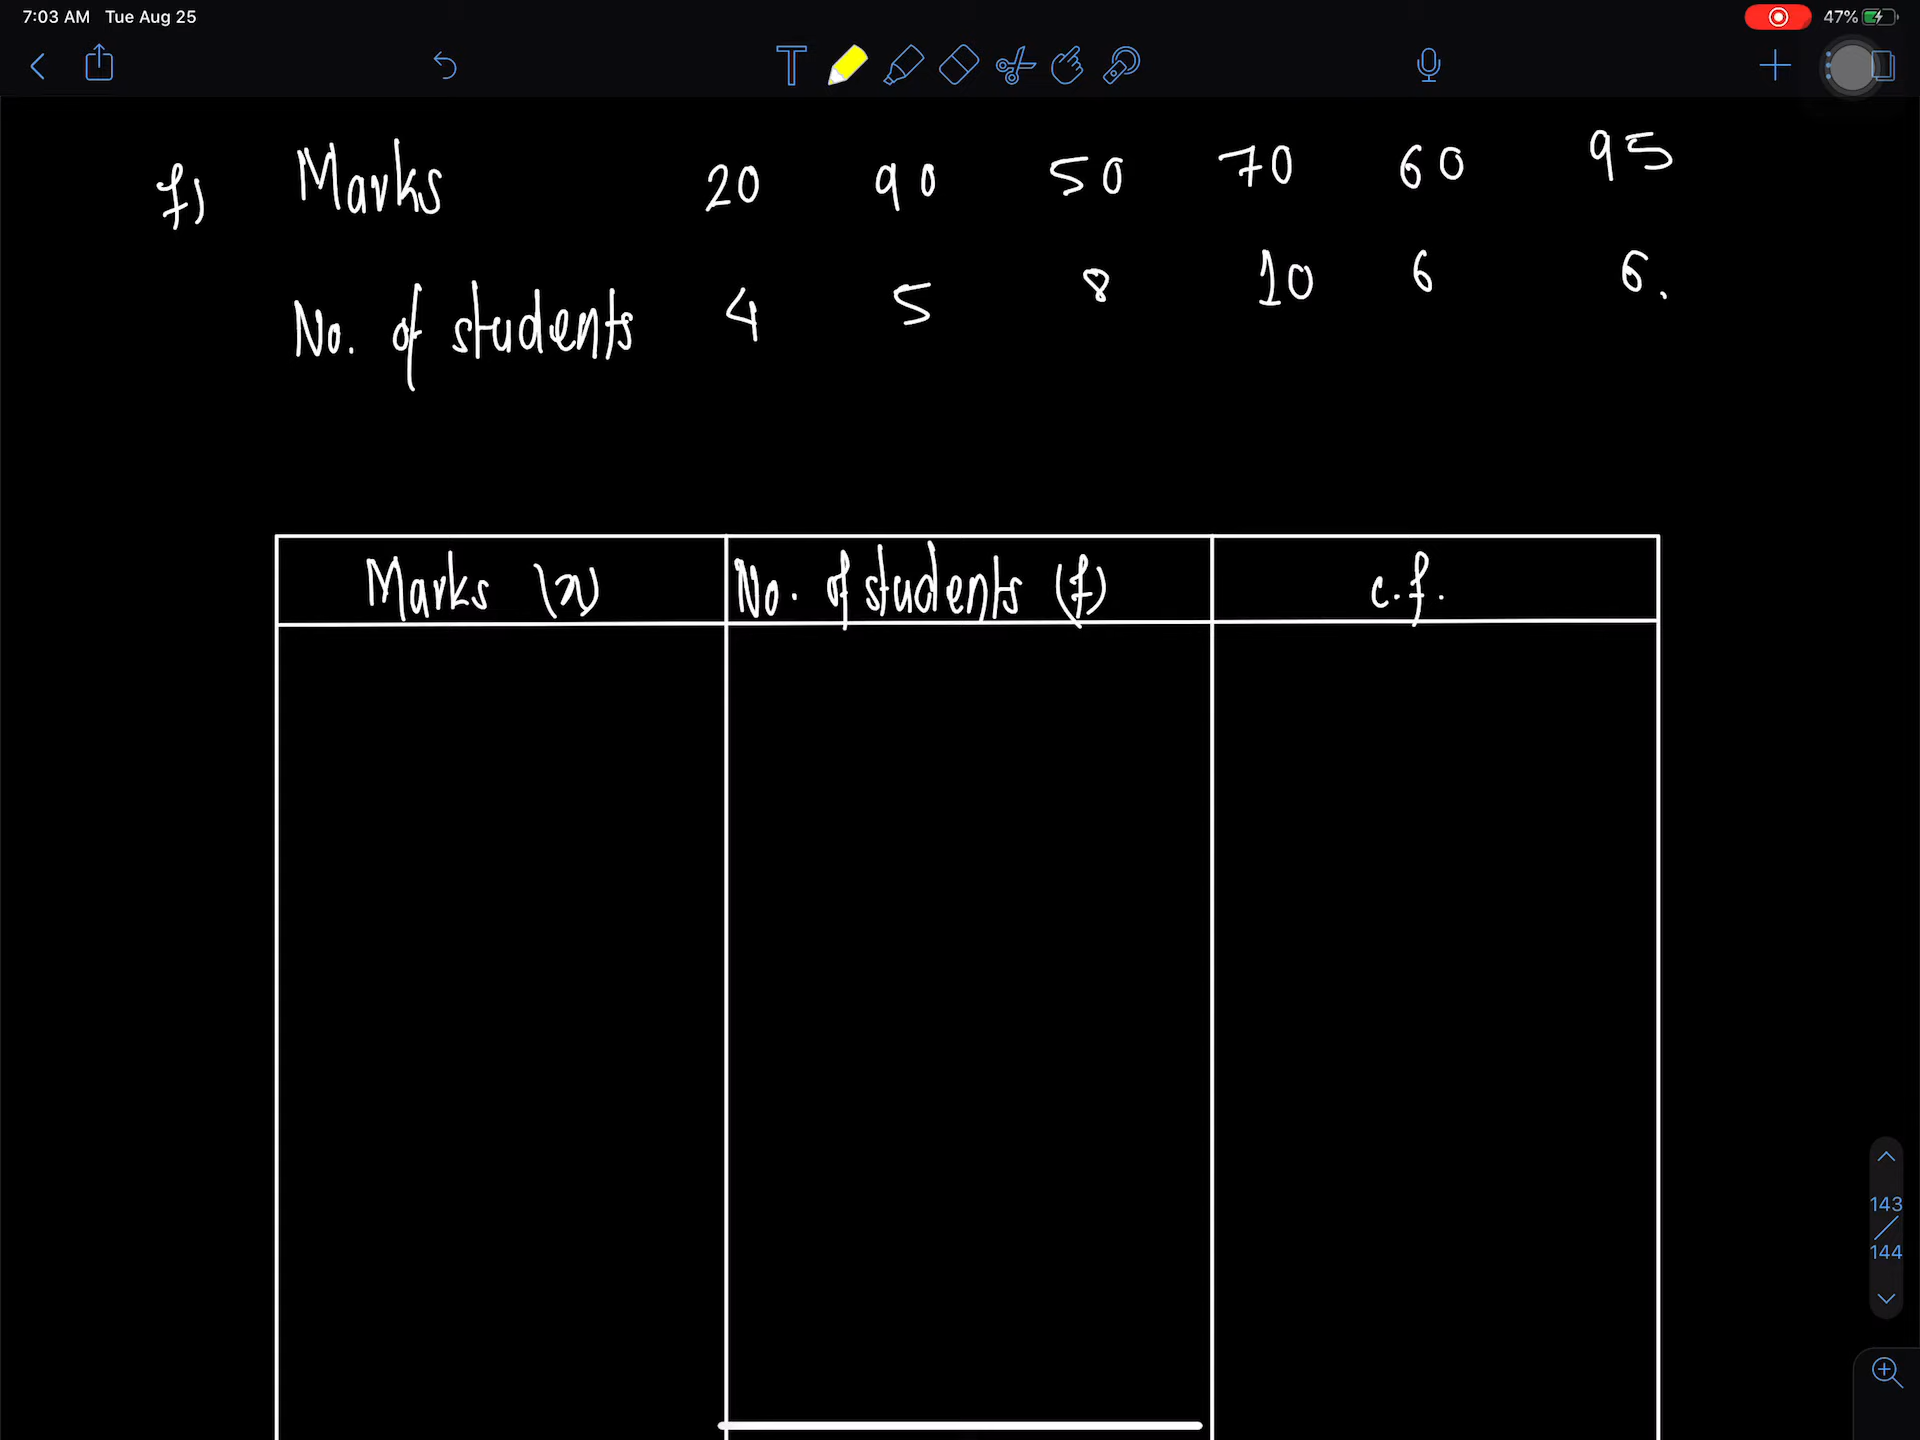 7:03 AM Tue Aug 25
47%
f) Marks 20 90 50 70 60 95
No. of students 4 5 8 10 6 6.
Marks (x) No. of students (f) c.f.
143
144